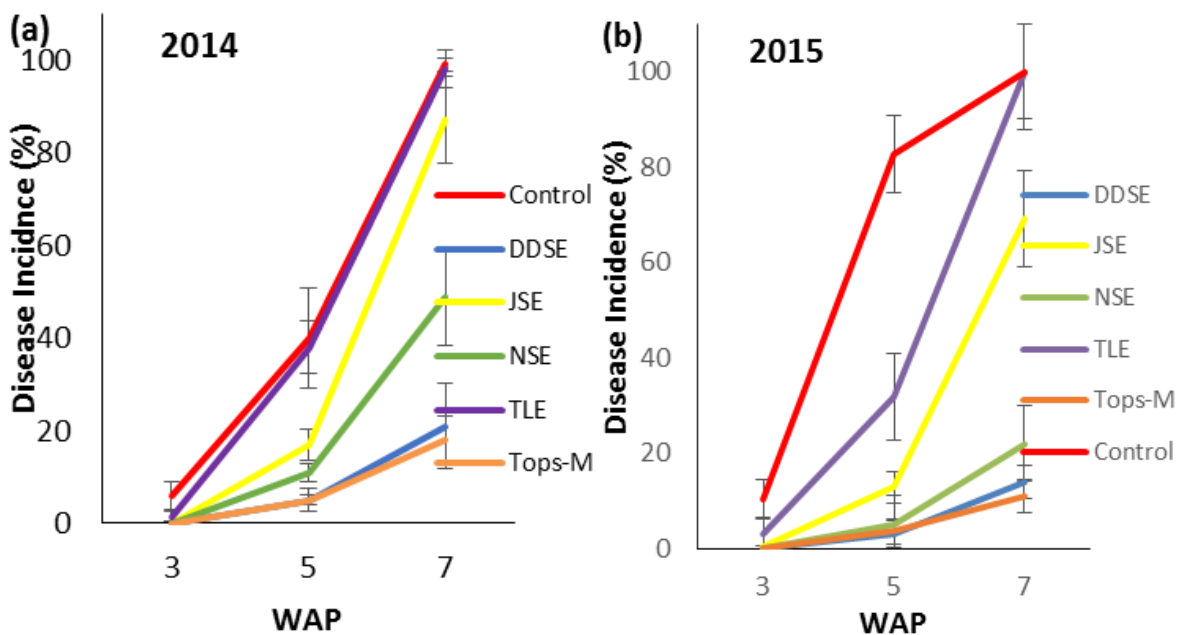 (a)
2014
Disease Incidnce (%)
100
80
60
40
20
0
3 5 7
WAP
Control
DDSE
JSE
NSE
TLE
Tops-M
(b)
2015
Disease Incidence (%)
100
80
60
40
20
0
3 5 7
WAP
DDSE
JSE
NSE
TLE
Tops-M
Control